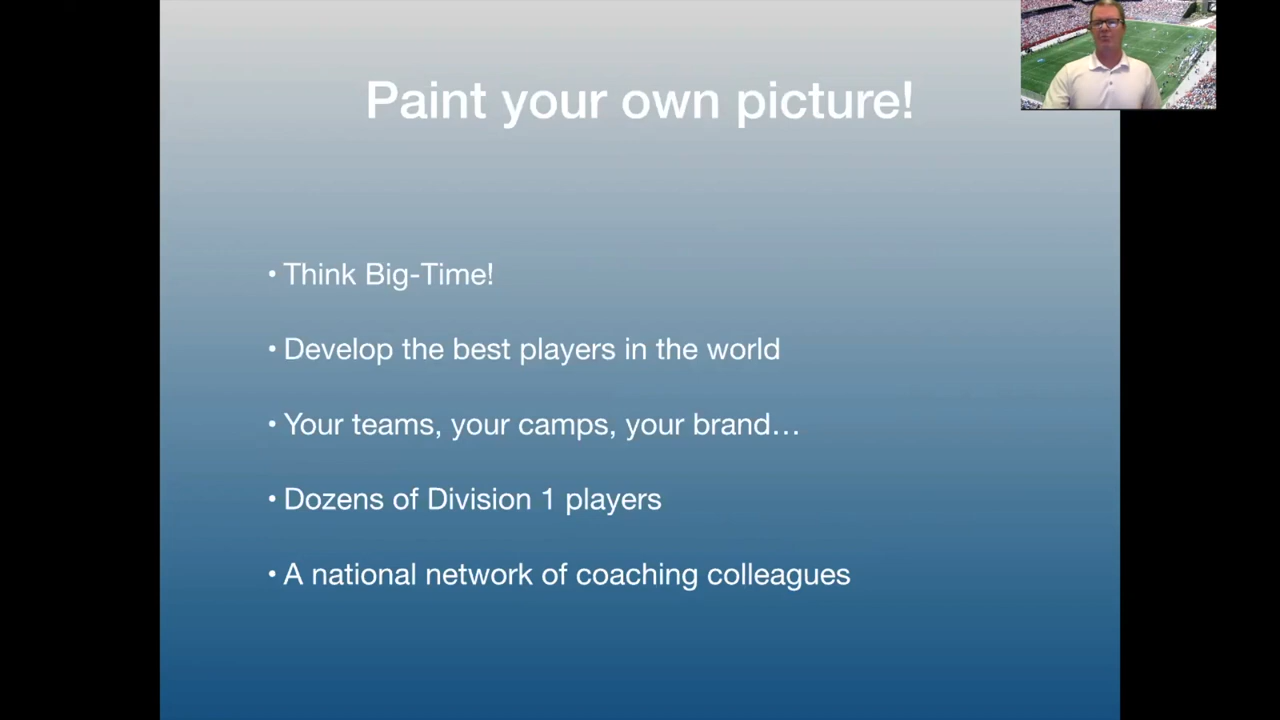 Paint your own picture!
• Think Big-Time!
• Develop the best players in the world
• Your teams, your camps, your brand…
• Dozens of Division 1 players
• A national network of coaching colleagues